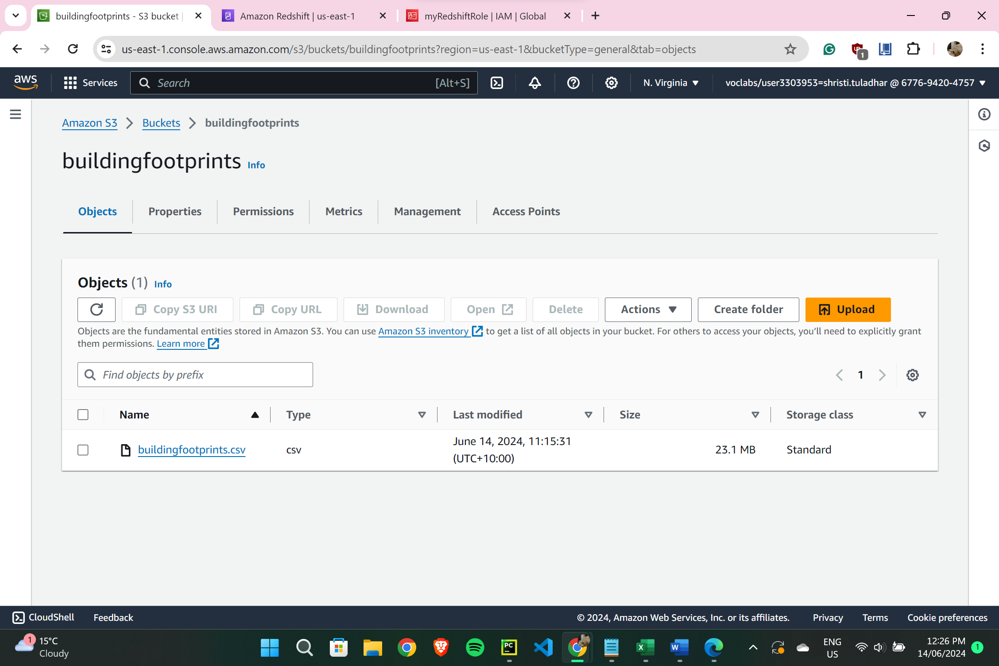 buildingfootprints - S3 bucket |
Amazon Redshift | us-east-1
myRedshiftRole | IAM | Global
us-east-1.console.aws.amazon.com/s3/buckets/buildingfootprints?region=us-east-1&bucketType=general&tab=objects
1
aws
Services
Search
[Alt+S]
N. Virginia
voclabs/user3303953=shristi.tuladhar @ 6776-9420-4757
Amazon S3
Buckets
buildingfootprints
buildingfootprints Info
Objects
Properties
Permissions
Metrics
Management
Access Points
Objects (1) Info
Copy S3 URI
Copy URL
Download
Open
Delete
Actions
Create folder
Upload
Objects are the fundamental entities stored in Amazon S3. You can use Amazon S3 inventory to get a list of all objects in your bucket. For others to access your objects, you’ll need to explicitly grant
them permissions. Learn more
Find objects by prefix
1
Name
Type
Last modified
Size
Storage class
buildingfootprints.csv
csv
June 14, 2024, 11:15:31
(UTC+10:00)
23.1 MB
Standard
CloudShell
Feedback
© 2024, Amazon Web Services, Inc. or its affiliates.
Privacy
Terms
Cookie preferences
1
15°C
Cloudy
PC
X
W
ENG
US
12:26 PM
14/06/2024
1